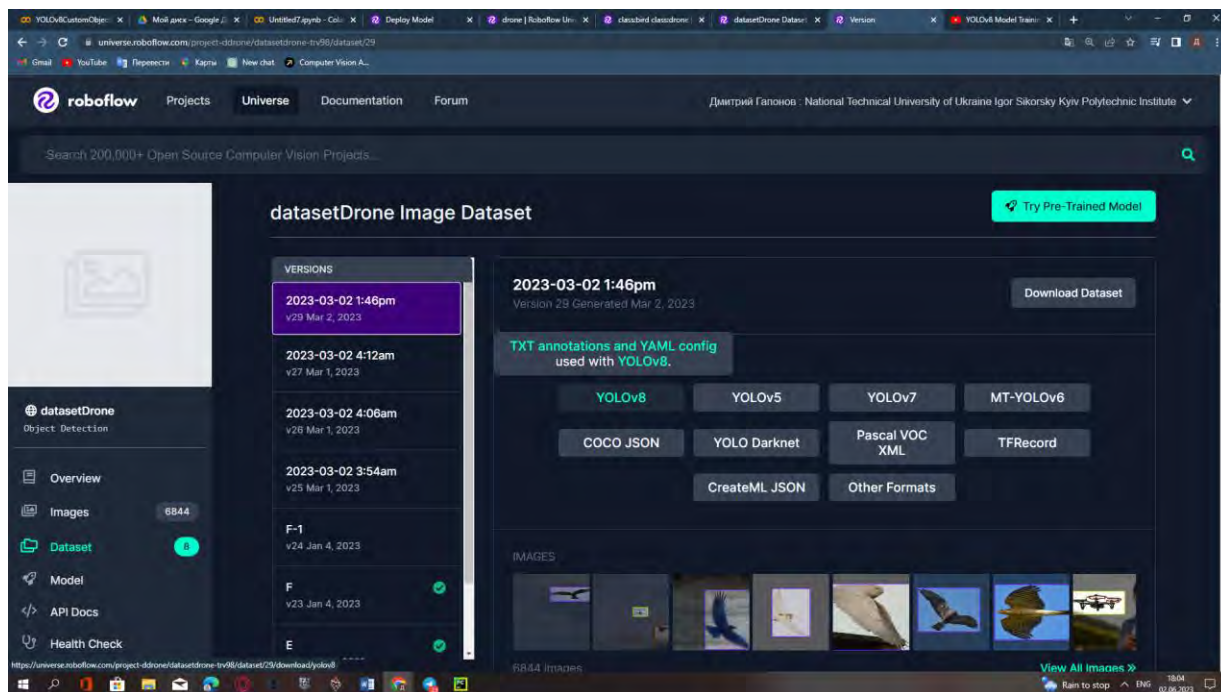 YOLOv8CustomObjec
Мой диск - Google Д
Untitled7.ipynb - Cola
Deploy Model
drone | Roboflow Uni
class:bird class:drone
datasetDrone Datase
Version
YOLOv8 Model Traini
universe.roboflow.com/project-ddrone/datasetdrone-trv98/dataset/29
Gmail
YouTube
Перевести
Карты
New chat
Computer Vision A...
roboflow
Projects
Universe
Documentation
Forum
Дмитрий Гапонов : National Technical University of Ukraine Igor Sikorsky Kyiv Polytechnic Institute
Search 200,000+ Open Source Computer Vision Projects...
datasetDrone Image Dataset
Try Pre-Trained Model
VERSIONS
2023-03-02 1:46pm
v29 Mar 2, 2023
2023-03-02 4:12am
v27 Mar 1, 2023
2023-03-02 4:06am
v26 Mar 1, 2023
2023-03-02 3:54am
v25 Mar 1, 2023
F-1
v24 Jan 4, 2023
F
v23 Jan 4, 2023
E
2023-03-02 1:46pm
Version 29 Generated Mar 2, 2023
Download Dataset
TXT annotations and YAML config
used with YOLOv8.
YOLOv8
YOLOv5
YOLOv7
MT-YOLOv6
COCO JSON
YOLO Darknet
Pascal VOC
XML
TFRecord
CreateML JSON
Other Formats
IMAGES
6844 images
View All Images »
datasetDrone
Object Detection
Overview
Images
6844
Dataset
8
Model
API Docs
Health Check
https://universe.roboflow.com/project-ddrone/datasetdrone-trv98/dataset/29/download/yolov8
Rain to stop
ENG
18:04
02.06.2023